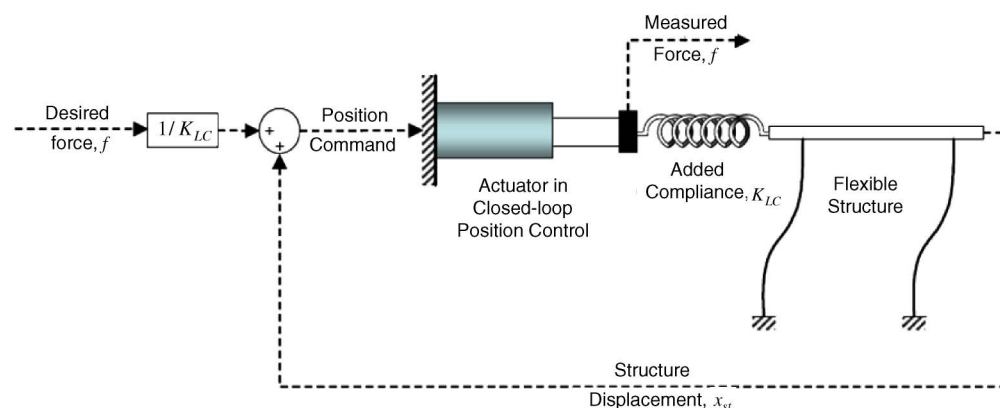 Measured
Force, f
Desired
force, f
1/ K_LC
+
+
Position
Command
Actuator in
Closed-loop
Position Control
Added
Compliance, K_LC
Flexible
Structure
Structure
Displacement, x_st